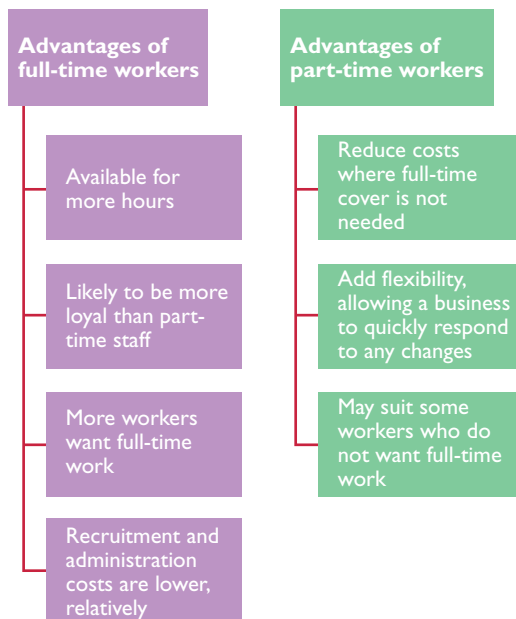 Advantages of
full-time workers
Available for
more hours
Likely to be more
loyal than part-
time staff
More workers
want full-time
work
Recruitment and
administration
costs are lower,
relatively
Advantages of
part-time workers
Reduce costs
where full-time
cover is not
needed
Add flexibility,
allowing a business
to quickly respond
to any changes
May suit some
workers who do
not want full-time
work